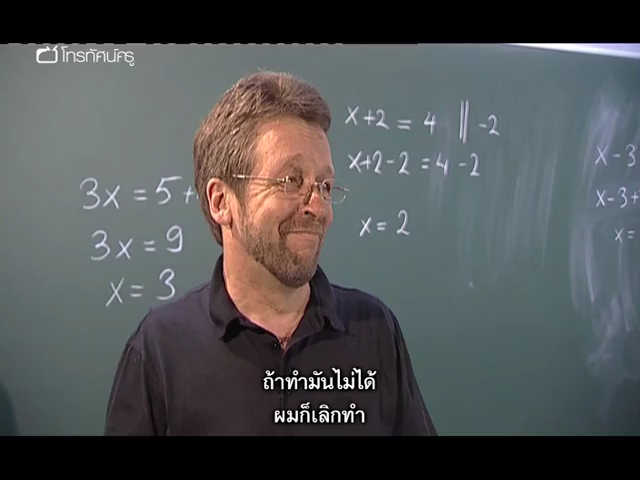 โทรทัศน์ครู
3x = 5+
3x = 9
x = 3
x+2 = 4 || -2
x+2-2 = 4-2
x = 2
x-3
x-3+
x=
ถ้าทำมันไม่ได้
ผมก็เลิกทำ